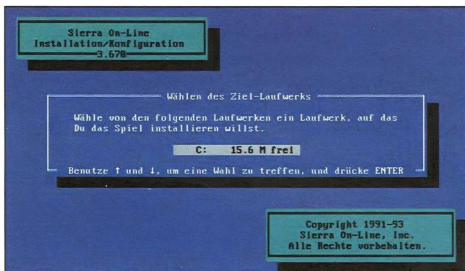 Sierra On-Line
Installation/Konfiguration
3.670
Wählen des Ziel-Laufwerks
Wähle von den folgenden Laufwerken ein Laufwerk, auf das
Du das Spiel installieren willst.
C: 15.6 M frei
Benutze ↑ und ↓, um eine Wahl zu treffen, und drücke ENTER
Copyright 1991-93
Sierra On-Line, Inc.
Alle Rechte vorbehalten.